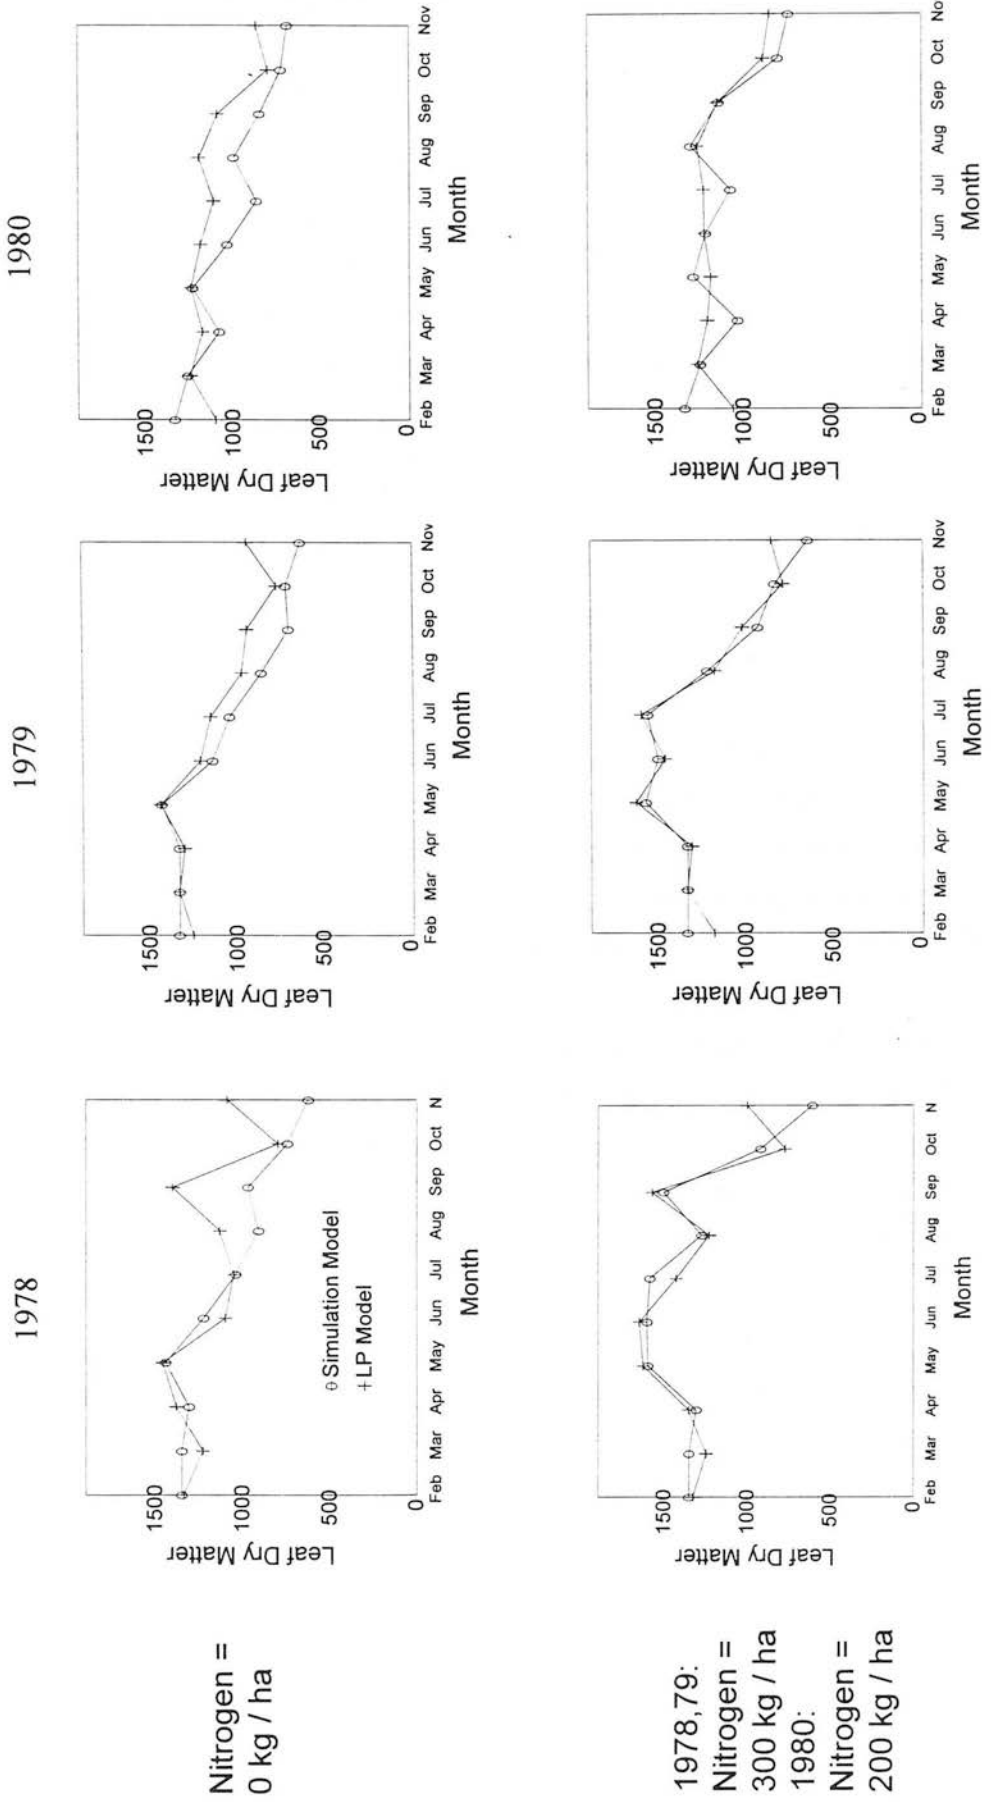 1978
1979
1980
Nitrogen =
0 kg / ha
Leaf Dry Matter
1500
1000
500
0
Feb Mar Apr May Jun Jul Aug Sep Oct N
Month
θ Simulation Model
+ LP Model
Leaf Dry Matter
1500
1000
500
0
Feb Mar Apr May Jun Jul Aug Sep Oct Nov
Month
Leaf Dry Matter
1500
1000
500
0
Feb Mar Apr May Jun Jul Aug Sep Oct Nov
Month
1978,79:
Nitrogen =
300 kg / ha
1980:
Nitrogen =
200 kg / ha
Leaf Dry Matter
1500
1000
500
0
Feb Mar Apr May Jun Jul Aug Sep Oct N
Month
Leaf Dry Matter
1500
1000
500
0
Feb Mar Apr May Jun Jul Aug Sep Oct Nov
Month
Leaf Dry Matter
1500
1000
500
0
Feb Mar Apr May Jun Jul Aug Sep Oct No
Month